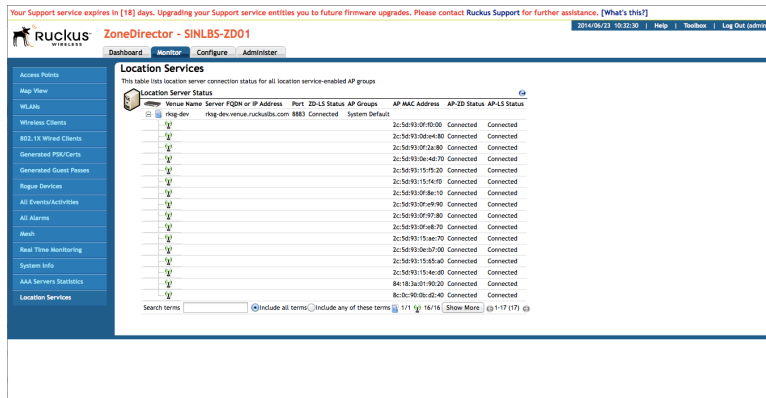 Your Support service expires in [18] days. Upgrading your Support service entities you to future firmware upgrades. Please contact Ruckus Support for further assistance. [What's this?]
2014/06/23 10:32:30 | Help | Toolbox | Log Out (admin
Ruckus WIRELESS
ZoneDirector - SINLBS-ZD01
Dashboard Monitor Configure Administer
Access Points
Map View
WLANs
Wireless Clients
802.1X Wired Clients
Generated PSK/Certs
Generated Guest Passes
Rogue Devices
All Events/Activities
All Alarms
Mesh
Real Time Monitoring
System Info
AAA Servers Statistics
Location Services
Location Services
This table lists location server connection status for all location service-enabled AP groups
Location Server Status
Venue Name Server FQDN or IP Address Port ZD-LS Status AP Groups AP MAC Address AP-ZD Status AP-LS Status
rksg-dev rksg-dev.venue.ruckuslbs.com 8883 Connected System Default
2c:5d:93:0f:f0:00 Connected Connected
2c:5d:93:0d:e4:80 Connected Connected
2c:5d:93:0f:2a:80 Connected Connected
2c:5d:93:0e:4d:70 Connected Connected
2c:5d:93:15:f5:20 Connected Connected
2c:5d:93:15:f4:f0 Connected Connected
2c:5d:93:0f:8e:10 Connected Connected
2c:5d:93:0f:e9:90 Connected Connected
2c:5d:93:0f:97:80 Connected Connected
2c:5d:93:0f:e8:70 Connected Connected
2c:5d:93:15:ae:70 Connected Connected
2c:5d:93:0e:b7:00 Connected Connected
2c:5d:93:15:65:a0 Connected Connected
2c:5d:93:15:4e:d0 Connected Connected
84:18:3a:01:90:20 Connected Connected
8c:0c:90:0b:d2:40 Connected Connected
Search terms Include all terms Include any of these terms 1/1 16/16 Show More 1-17 (17)